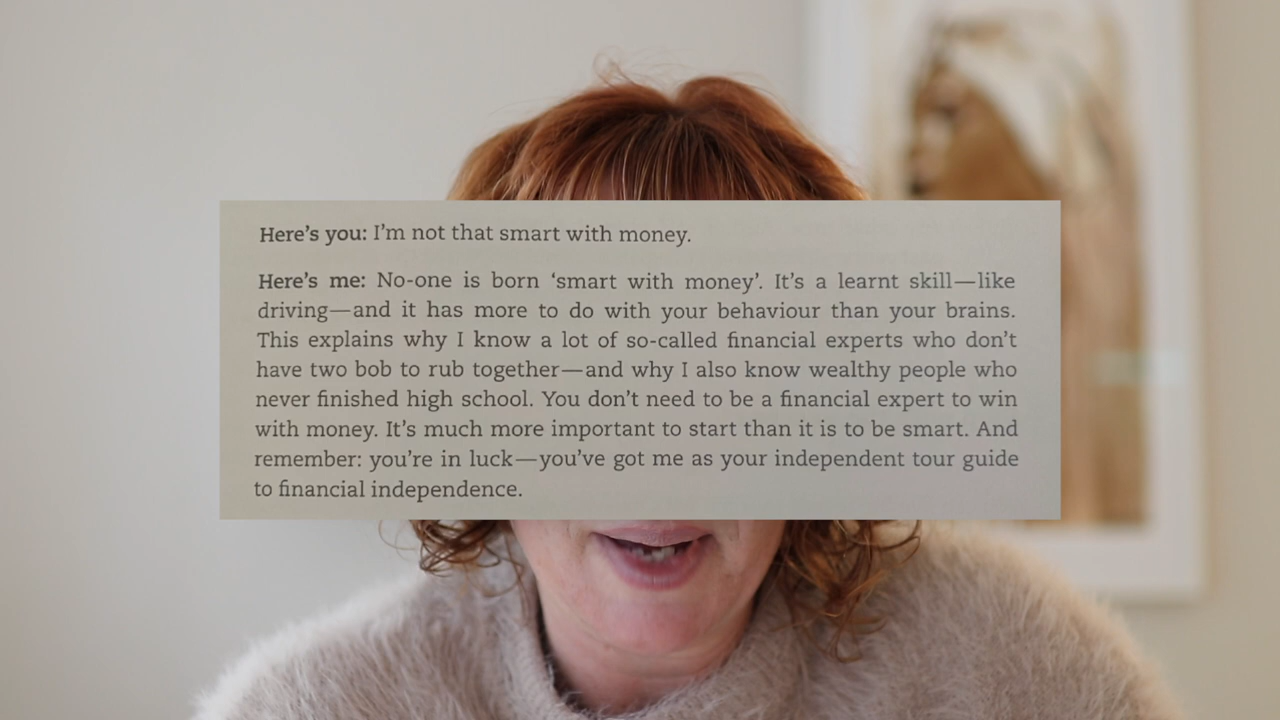 Here's you: I'm not that smart with money.
Here's me: No-one is born ‘smart with money’. It's a learnt skill—like
driving—and it has more to do with your behaviour than your brains.
This explains why I know a lot of so-called financial experts who don't
have two bob to rub together—and why I also know wealthy people who
never finished high school. You don't need to be a financial expert to win
with money. It's much more important to start than it is to be smart. And
remember: you're in luck—you've got me as your independent tour guide
to financial independence.